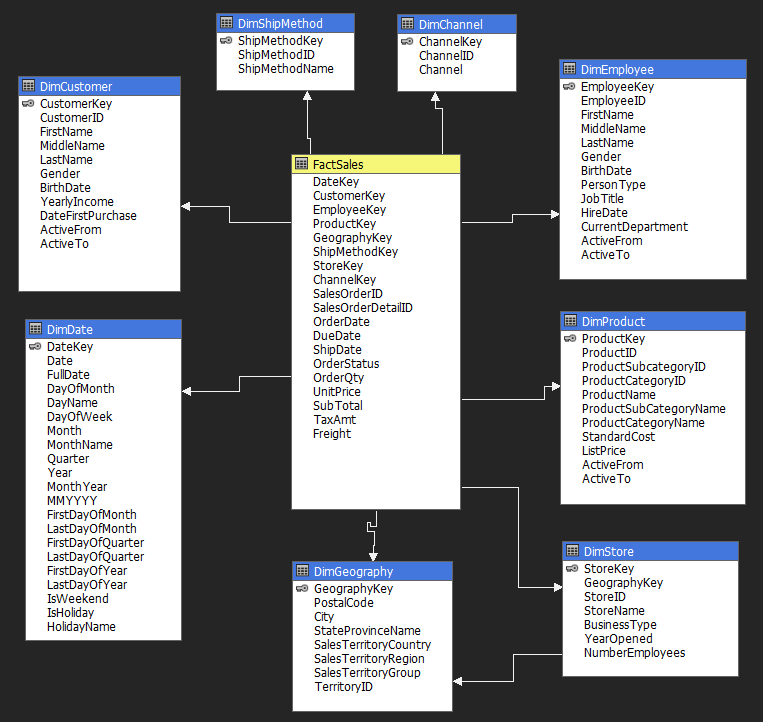 DimShipMethod
ShipMethodKey
ShipMethodID
ShipMethodName
DimChannel
ChannelKey
ChannelID
Channel
DimCustomer
CustomerKey
CustomerID
FirstName
MiddleName
LastName
Gender
BirthDate
YearlyIncome
DateFirstPurchase
ActiveFrom
ActiveTo
FactSales
DateKey
CustomerKey
EmployeeKey
ProductKey
GeographyKey
ShipMethodKey
StoreKey
ChannelKey
SalesOrderID
SalesOrderDetailID
OrderDate
DueDate
ShipDate
OrderStatus
OrderQty
UnitPrice
SubTotal
TaxAmt
Freight
DimEmployee
EmployeeKey
EmployeeID
FirstName
MiddleName
LastName
Gender
BirthDate
PersonType
JobTitle
HireDate
CurrentDepartment
ActiveFrom
ActiveTo
DimDate
DateKey
Date
FullDate
DayOfMonth
DayName
DayOfWeek
Month
MonthName
Quarter
Year
MonthYear
MMYYYY
FirstDayOfMonth
LastDayOfMonth
FirstDayOfQuarter
LastDayOfQuarter
FirstDayOfYear
LastDayOfYear
IsWeekend
IsHoliday
HolidayName
DimProduct
ProductKey
ProductID
ProductSubcategoryID
ProductCategoryID
ProductName
ProductSubCategoryName
ProductCategoryName
StandardCost
ListPrice
ActiveFrom
ActiveTo
DimGeography
GeographyKey
PostalCode
City
StateProvinceName
SalesTerritoryCountry
SalesTerritoryRegion
SalesTerritoryGroup
TerritoryID
DimStore
StoreKey
GeographyKey
StoreID
StoreName
BusinessType
YearOpened
NumberEmployees